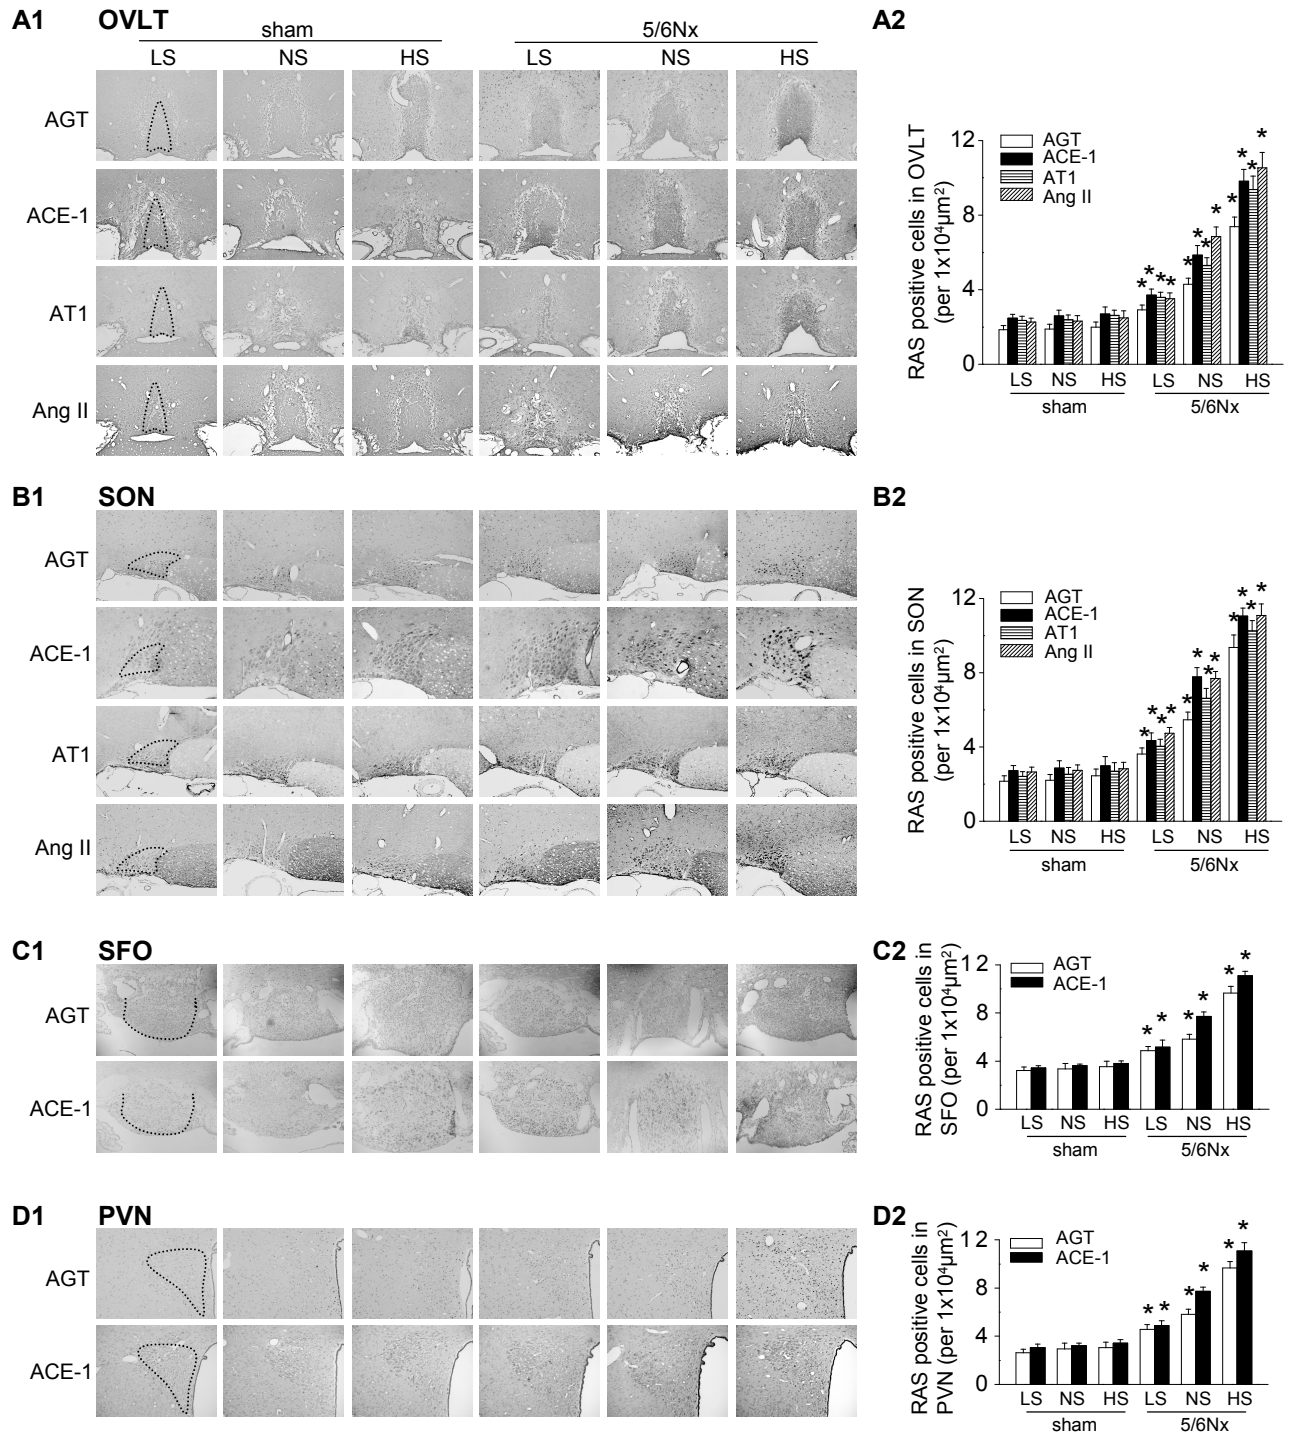 A1 OVLT A2
sham 5/6Nx
LS NS HS LS NS HS
AGT
ACE-1
AT1
Ang II
RAS positive cells in OVLT
(per 1x10⁴µm²)
12
8
4
0
AGT
ACE-1
AT1
Ang II
* * * * * * * * * * * *
LS NS HS LS NS HS
sham 5/6Nx
B1 SON B2
AGT
ACE-1
AT1
Ang II
RAS positive cells in SON
(per 1x10⁴µm²)
12
8
4
0
AGT
ACE-1
AT1
Ang II
* * * * * * * * * * * *
LS NS HS LS NS HS
sham 5/6Nx
C1 SFO C2
AGT
ACE-1
RAS positive cells in
SFO (per 1x10⁴µm²)
12
8
4
0
AGT
ACE-1
* * * * * *
LS NS HS LS NS HS
sham 5/6Nx
D1 PVN D2
AGT
ACE-1
RAS positive cells in
PVN (per 1x10⁴µm²)
12
8
4
0
AGT
ACE-1
* * * * * *
LS NS HS LS NS HS
sham 5/6Nx